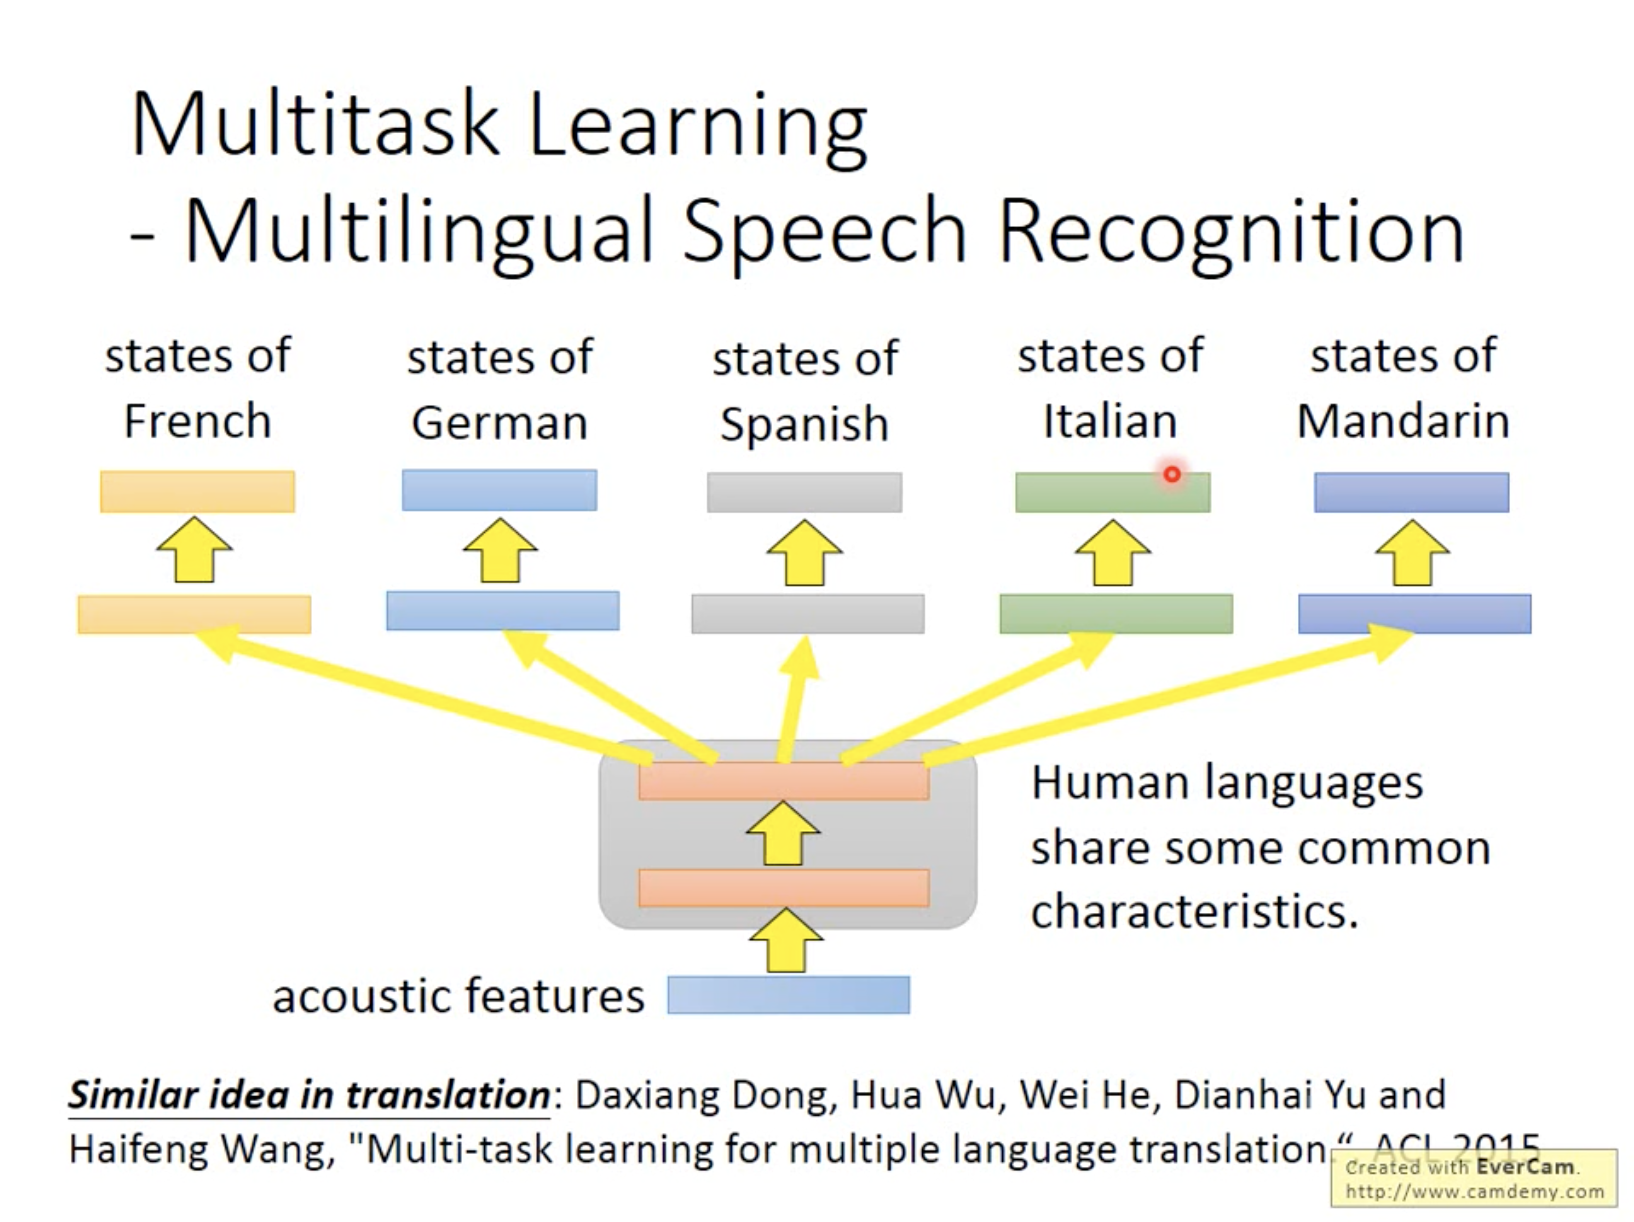 Multitask Learning
- Multilingual Speech Recognition
states of
French
states of
German
states of
Spanish
states of
Italian
states of
Mandarin
Human languages
share some common
characteristics.
acoustic features
Similar idea in translation: Daxiang Dong, Hua Wu, Wei He, Dianhai Yu and
Haifeng Wang, "Multi-task learning for multiple language translation.“, ACL 2015
Created with EverCam.
http://www.camdemy.com